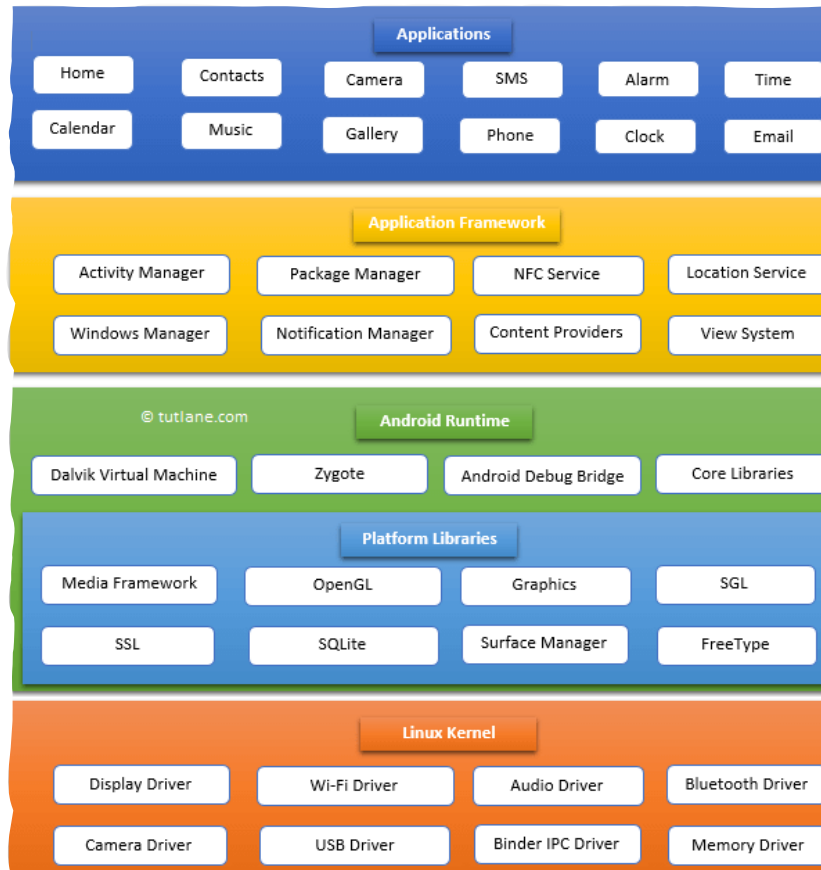 Applications
Home Contacts Camera SMS Alarm Time
Calendar Music Gallery Phone Clock Email
Application Framework
Activity Manager Package Manager NFC Service Location Service
Windows Manager Notification Manager Content Providers View System
© tutlane.com
Android Runtime
Dalvik Virtual Machine Zygote Android Debug Bridge Core Libraries
Platform Libraries
Media Framework OpenGL Graphics SGL
SSL SQLite Surface Manager FreeType
Linux Kernel
Display Driver Wi-Fi Driver Audio Driver Bluetooth Driver
Camera Driver USB Driver Binder IPC Driver Memory Driver